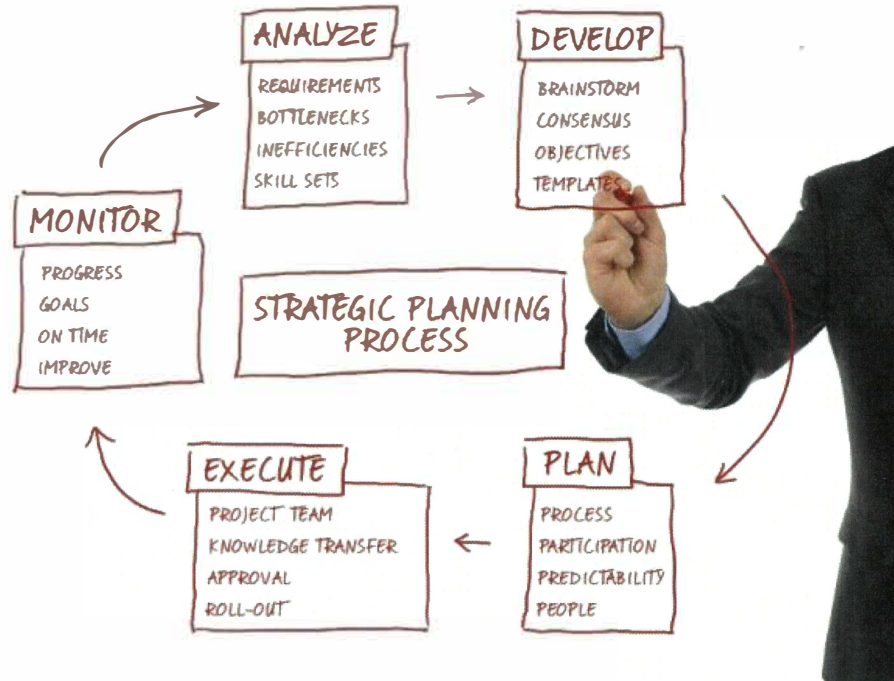 ANALYZE
REQUIREMENTS
BOTTLENECKS
INEFFICIENCIES
SKILL SETS
DEVELOP
BRAINSTORM
CONSENSUS
OBJECTIVES
TEMPLATES
MONITOR
PROGRESS
GOALS
ON TIME
IMPROVE
STRATEGIC PLANNING
PROCESS
EXECUTE
PROJECT TEAM
KNOWLEDGE TRANSFER
APPROVAL
ROLL-OUT
PLAN
PROCESS
PARTICIPATION
PREDICTABILITY
PEOPLE